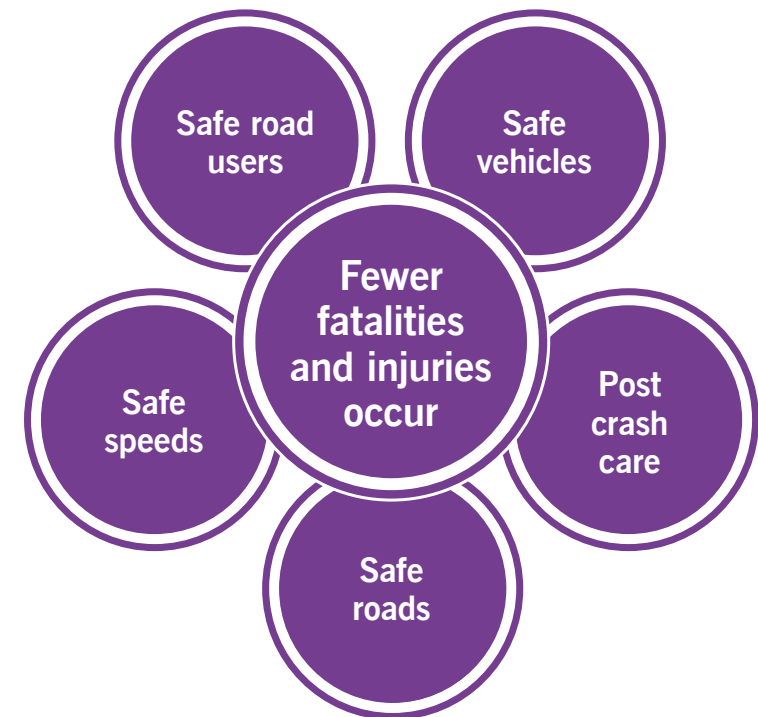 Safe road
users
Safe
vehicles
Fewer
fatalities
and injuries
occur
Safe
speeds
Post
crash
care
Safe
roads